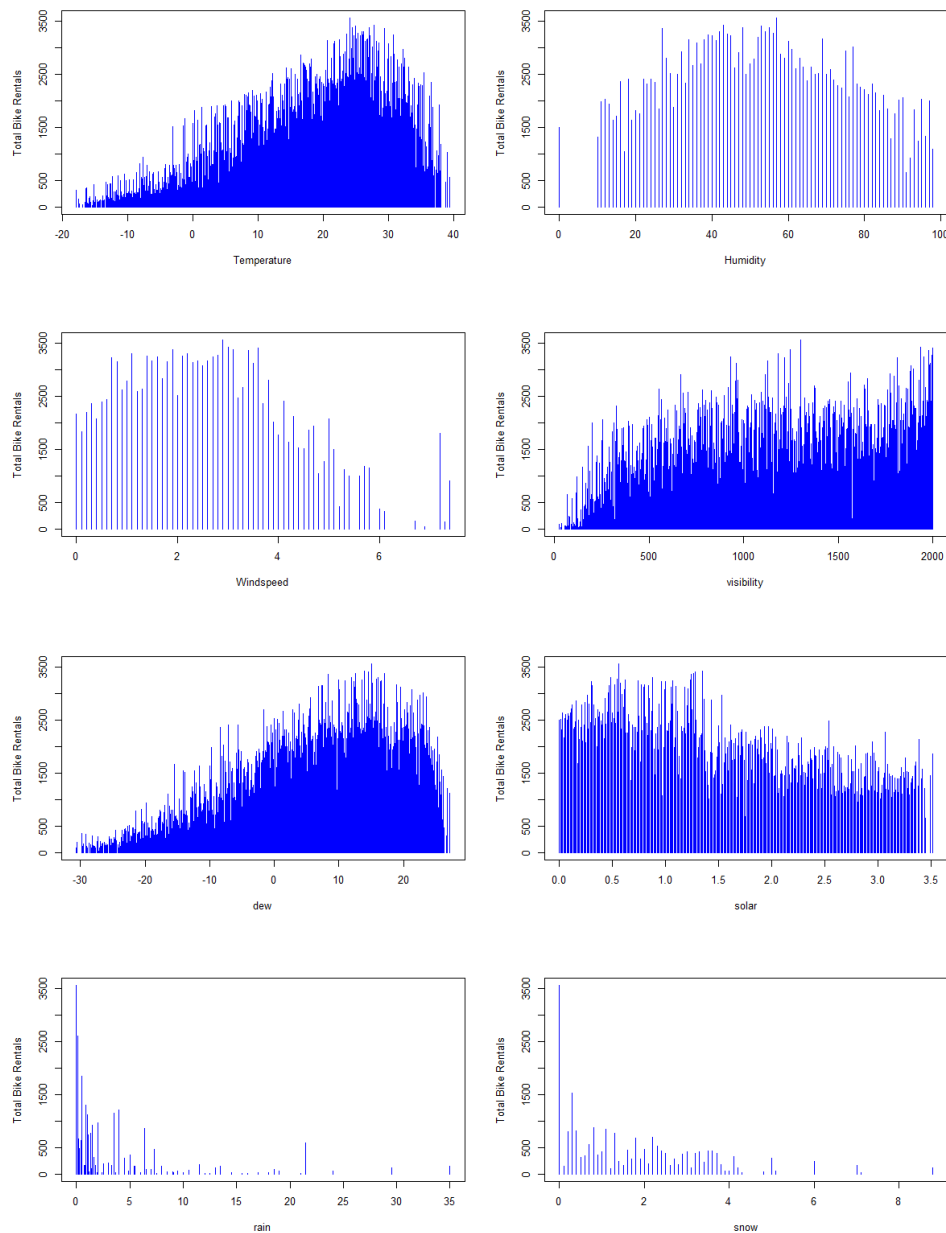 Total Bike Rentals
0 500 1500 2500 3500
-20 -10 0 10 20 30 40
Temperature
Total Bike Rentals
0 500 1500 2500 3500
0 20 40 60 80 100
Humidity
Total Bike Rentals
0 500 1500 2500 3500
0 2 4 6
Windspeed
Total Bike Rentals
0 500 1500 2500 3500
0 500 1000 1500 2000
visibility
Total Bike Rentals
0 500 1500 2500 3500
-30 -20 -10 0 10 20
dew
Total Bike Rentals
0 500 1500 2500 3500
0.0 0.5 1.0 1.5 2.0 2.5 3.0 3.5
solar
Total Bike Rentals
0 500 1500 2500 3500
0 5 10 15 20 25 30 35
rain
Total Bike Rentals
0 500 1500 2500 3500
0 2 4 6 8
snow